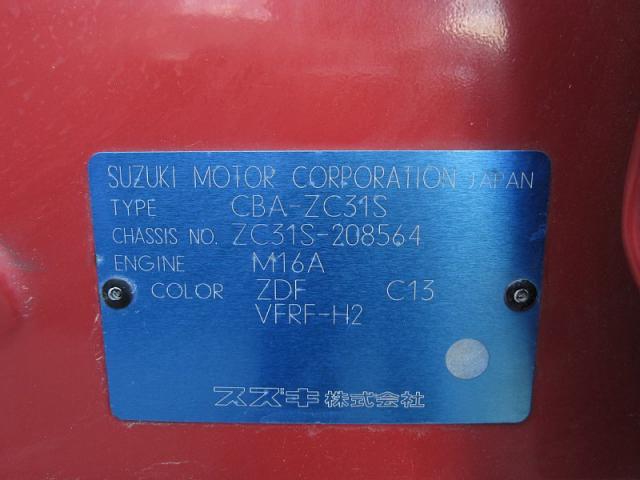 SUZUKI MOTOR CORPORATION JAPAN
TYPE CBA-ZC31S
CHASSIS NO. ZC31S-208564
ENGINE M16A
COLOR ZDF C13
VFRF-H2
スズキ株式会社